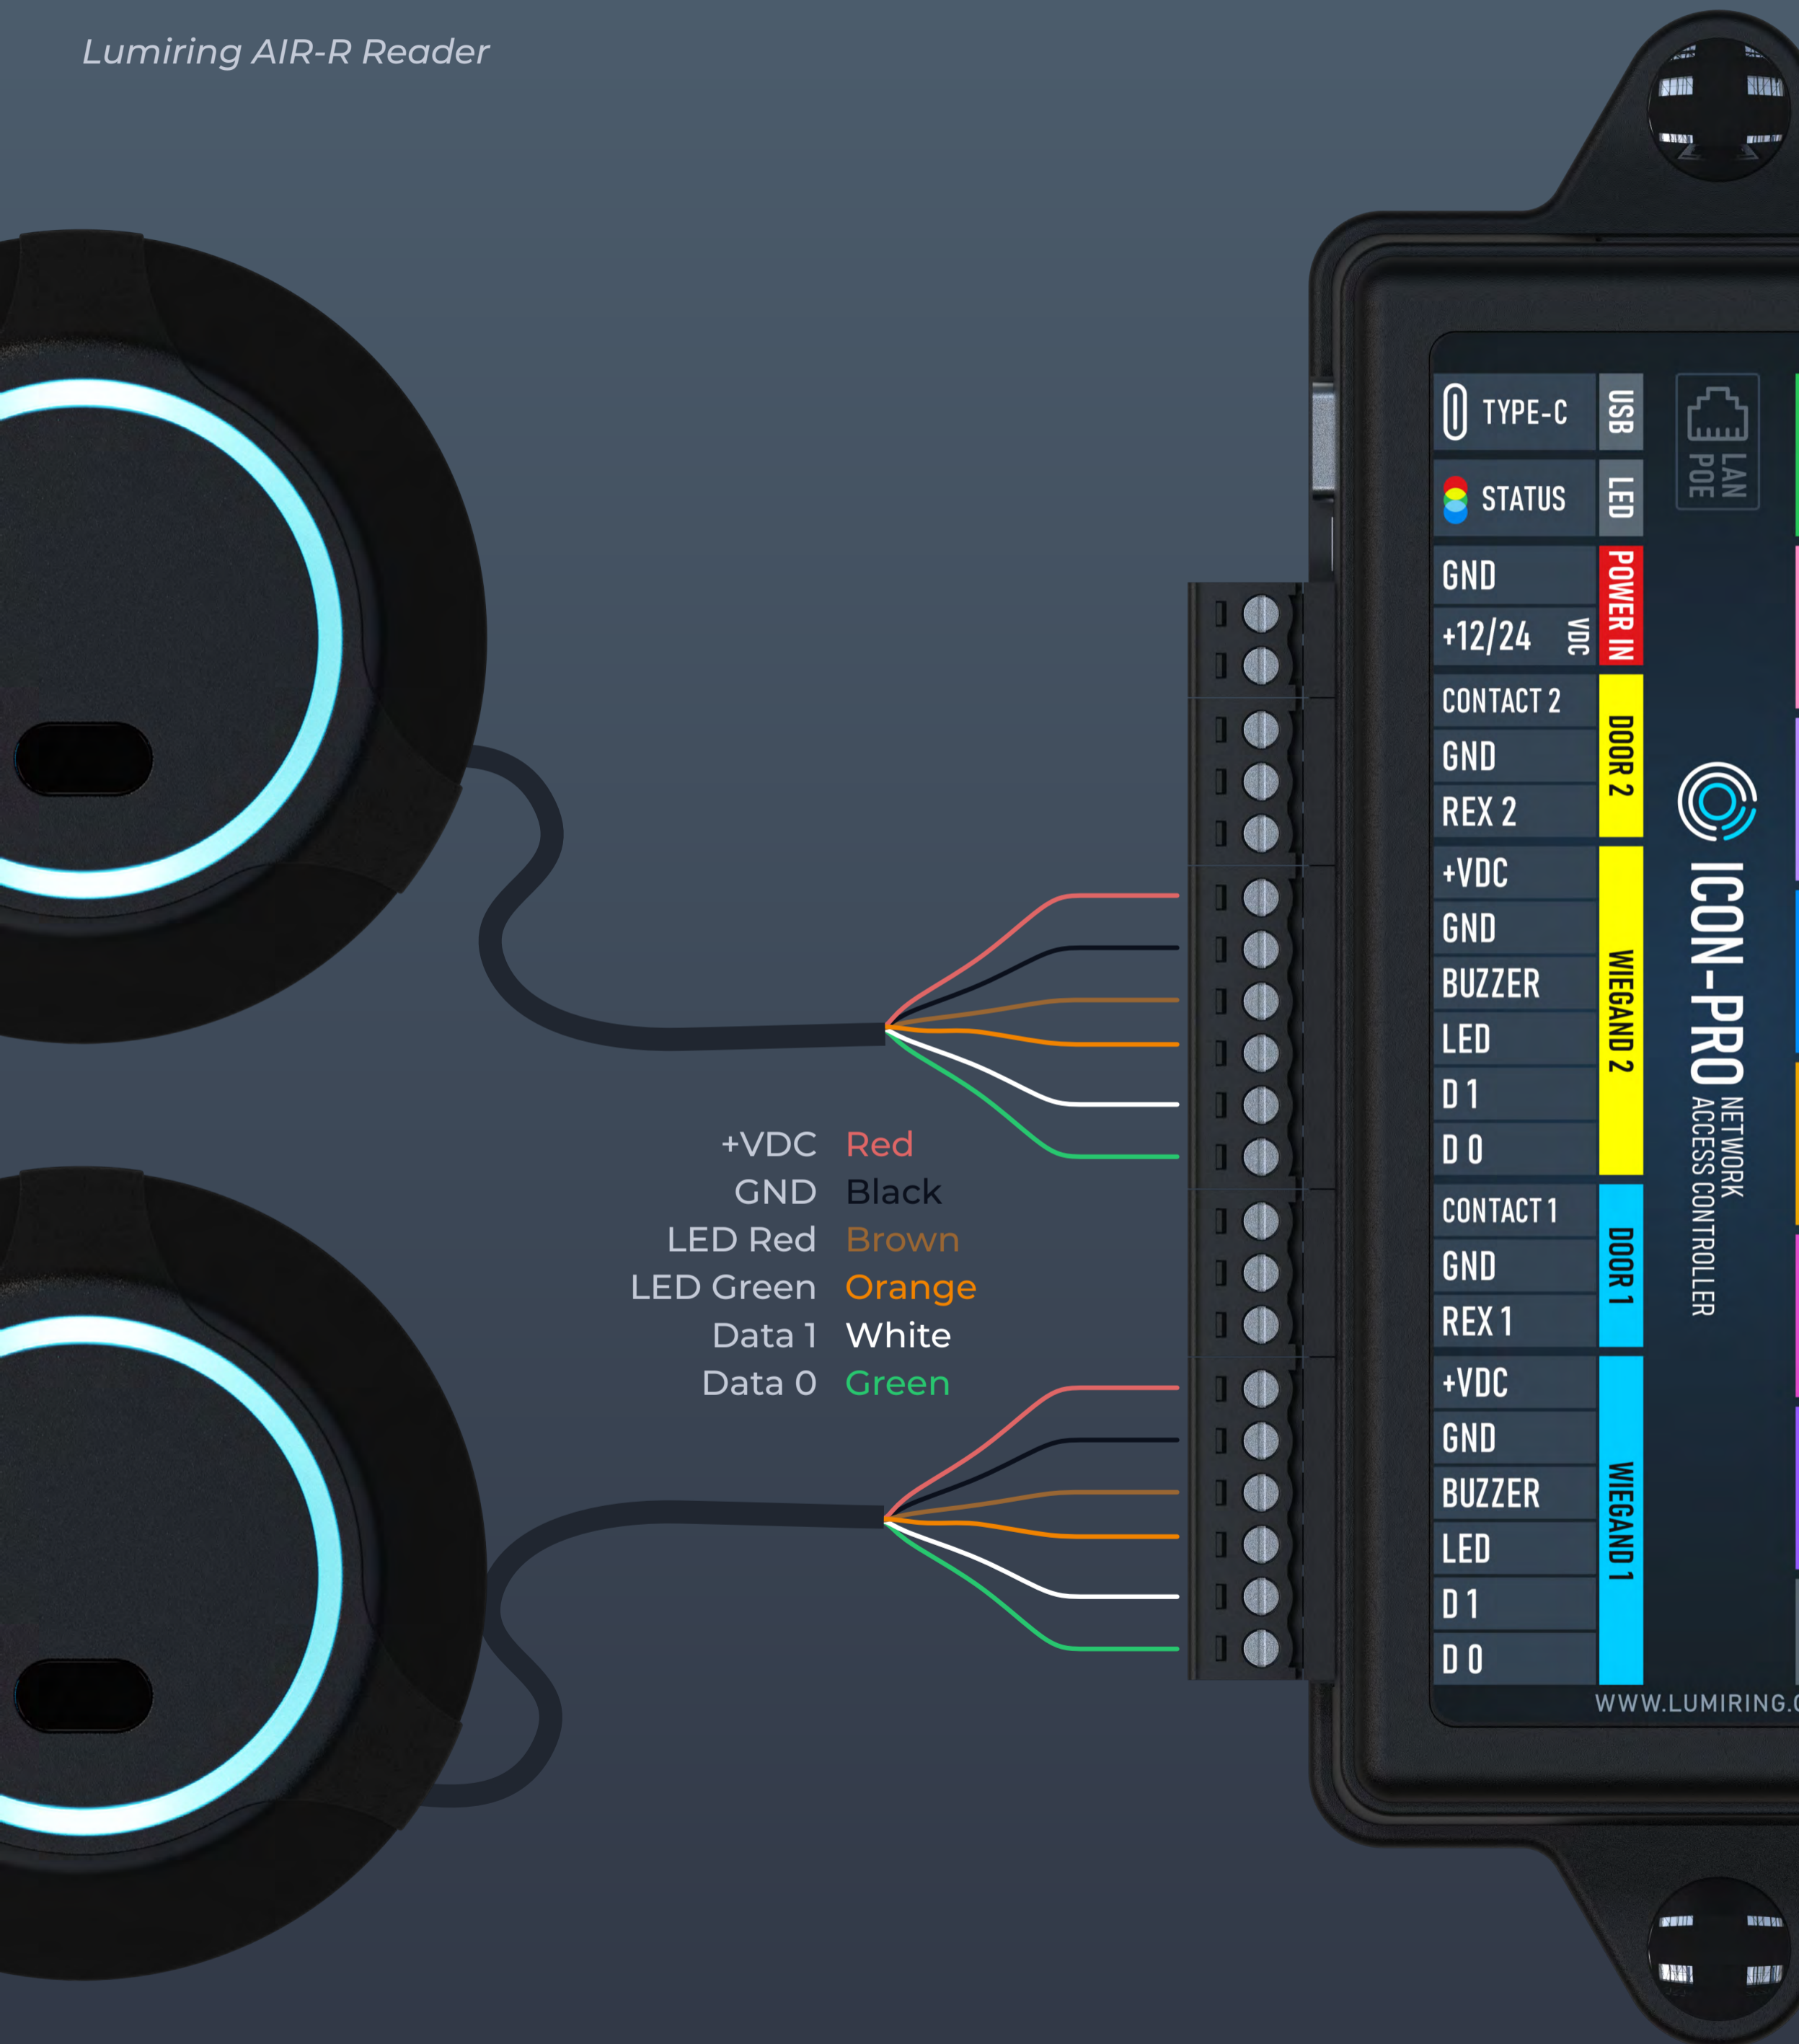 Lumiring AIR-R Reader
+VDC Red
GND Black
LED Red Brown
LED Green Orange
Data 1 White
Data 0 Green
TYPE-C USB
STATUS LED
GND
+12/24 VDC
POWER IN
CONTACT 2
GND
REX 2
DOOR 2
+VDC
GND
BUZZER
LED
D 1
D 0
WIEGAND 2
CONTACT 1
GND
REX 1
DOOR 1
+VDC
GND
BUZZER
LED
D 1
D 0
WIEGAND 1
LAN
POE
ICON-PRO
NETWORK
ACCESS CONTROLLER
WWW.LUMIRING.